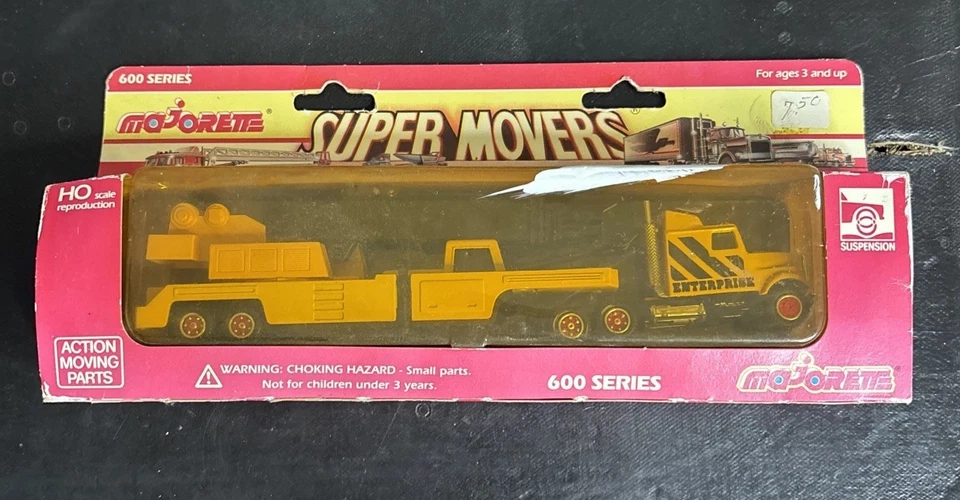 600 SERIES
For ages 3 and up
MAJORETTE®
SUPER MOVERS®
7.50
HO scale
reproduction
SUSPENSION
ENTERPRISE
ACTION
MOVING
PARTS
WARNING: CHOKING HAZARD - Small parts.
Not for children under 3 years.
600 SERIES
MAJORETTE®